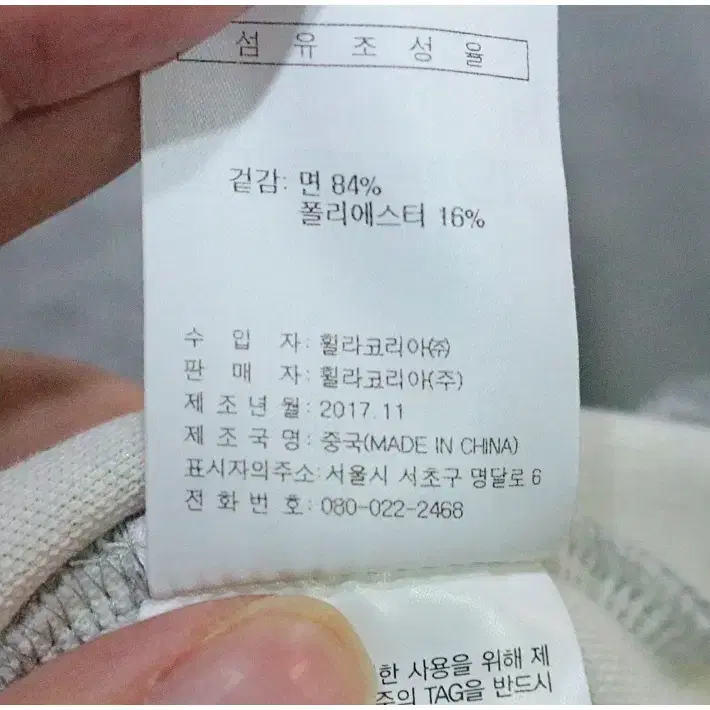 섬유조성율
겉감: 면 84%
폴리에스터 16%
수 입 자: 휠라코리아㈜
판 매 자: 휠라코리아(주)
제조년월: 2017.11
제조국명: 중국(MADE IN CHINA)
표시자의주소: 서울시 서초구 명달로 6
전화번호: 080-022-2468
한 사용을 위해 제
주의 TAG을 반드시